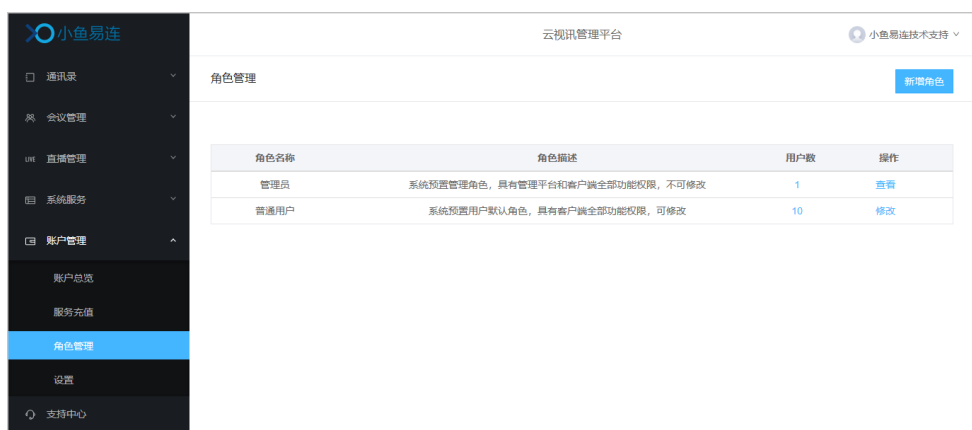 小鱼易连
云视讯管理平台
小鱼易连技术支持
通讯录
会议管理
LIVE 直播管理
系统服务
账户管理
账户总览
服务充值
角色管理
设置
支持中心
角色管理
新增角色
角色名称 角色描述 用户数 操作
管理员 系统预置管理角色，具有管理平台和客户端全部功能权限，不可修改 1 查看
普通用户 系统预置用户默认角色，具有客户端全部功能权限，可修改 10 修改